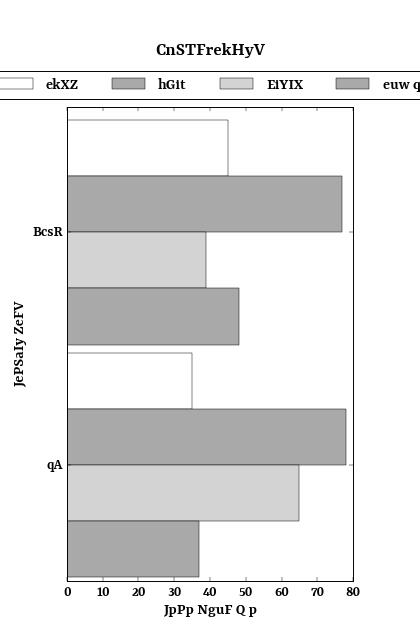 CnSTFrekHyV
ekXZ hGit EiYIX euw q
JePSaIy ZeFV
BcsR
qA
0 10 20 30 40 50 60 70 80
JpPp NguF Q p